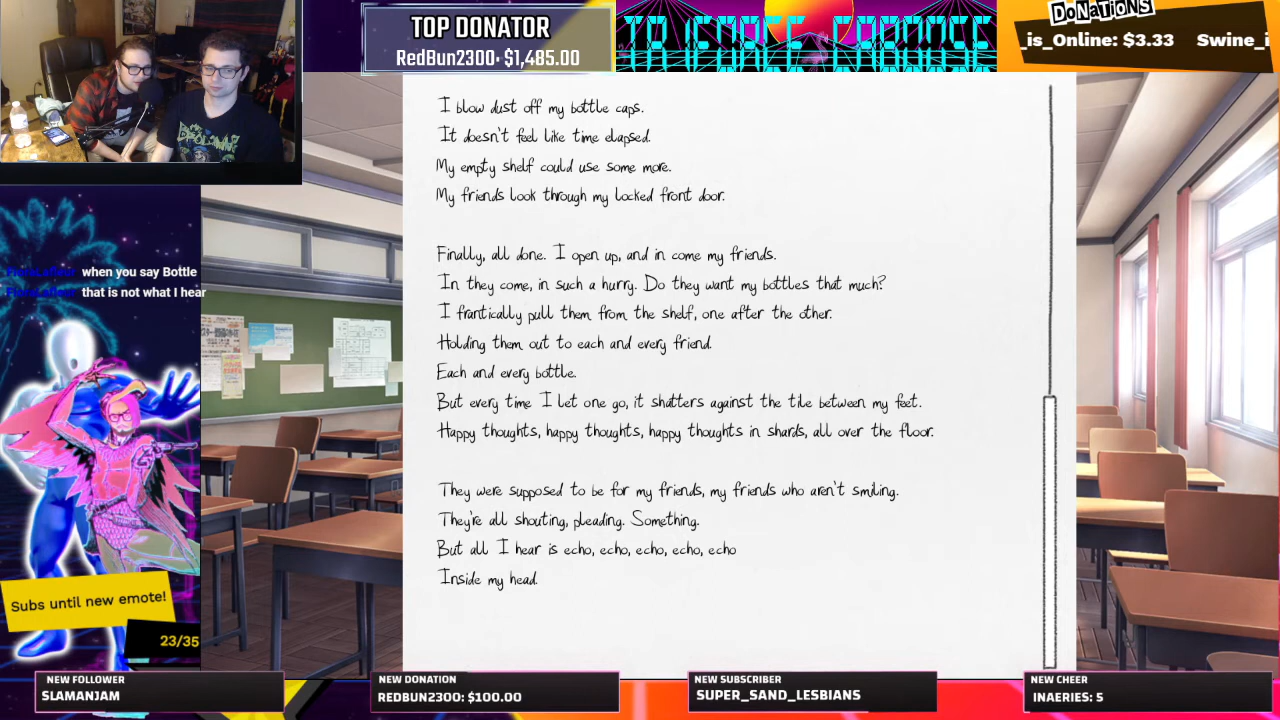 TOP DONATOR
RedBun2300: $1,485.00
DONATIONS
_is_Online: $3.33 Swine_i
I blow dust off my bottle caps.
It doesn't feel like time elapsed.
My empty shelf could use some more.
My friends look through my locked front door.
Finally, all done. I open up, and in come my friends.
In they come, in such a hurry. Do they want my bottles that much?
I frantically pull them from the shelf, one after the other.
Holding them out to each and every friend.
Each and every bottle.
But every time I let one go, it shatters against the tile between my feet.
Happy thoughts, happy thoughts, happy thoughts in shards, all over the floor.
They were supposed to be for my friends, my friends who aren't smiling.
They're all shouting, pleading. Something.
But all I hear is echo, echo, echo, echo, echo
Inside my head.
when you say Bottle
that is not what I hear
Subs until new emote!
23/35
NEW FOLLOWER
SLAMANJAM
NEW DONATION
REDBUN2300: $100.00
NEW SUBSCRIBER
SUPER_SAND_LESBIANS
NEW CHEER
INAERIES: 5